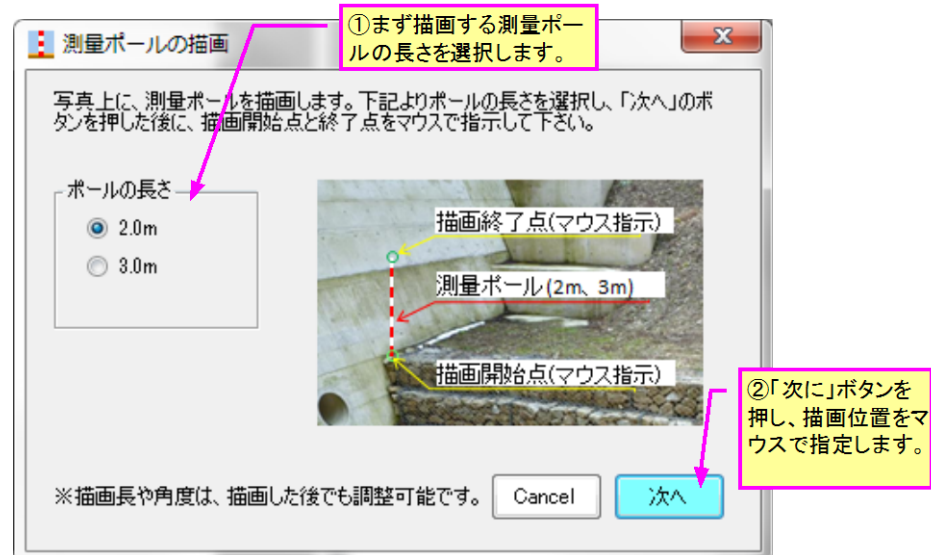 ①まず描画する測量ポー
ルの長さを選択します。
測量ポールの描画
写真上に、測量ポールを描画します。下記よりポールの長さを選択し、「次へ」のボ
タンを押した後に、描画開始点と終了点をマウスで指示して下さい。
ポールの長さ
2.0m
3.0m
描画終了点(マウス指示)
測量ポール(2m、3m)
描画開始点(マウス指示)
②「次に」ボタンを
押し、描画位置をマ
ウスで指定します。
※描画長や角度は、描画した後でも調整可能です。
Cancel
次へ